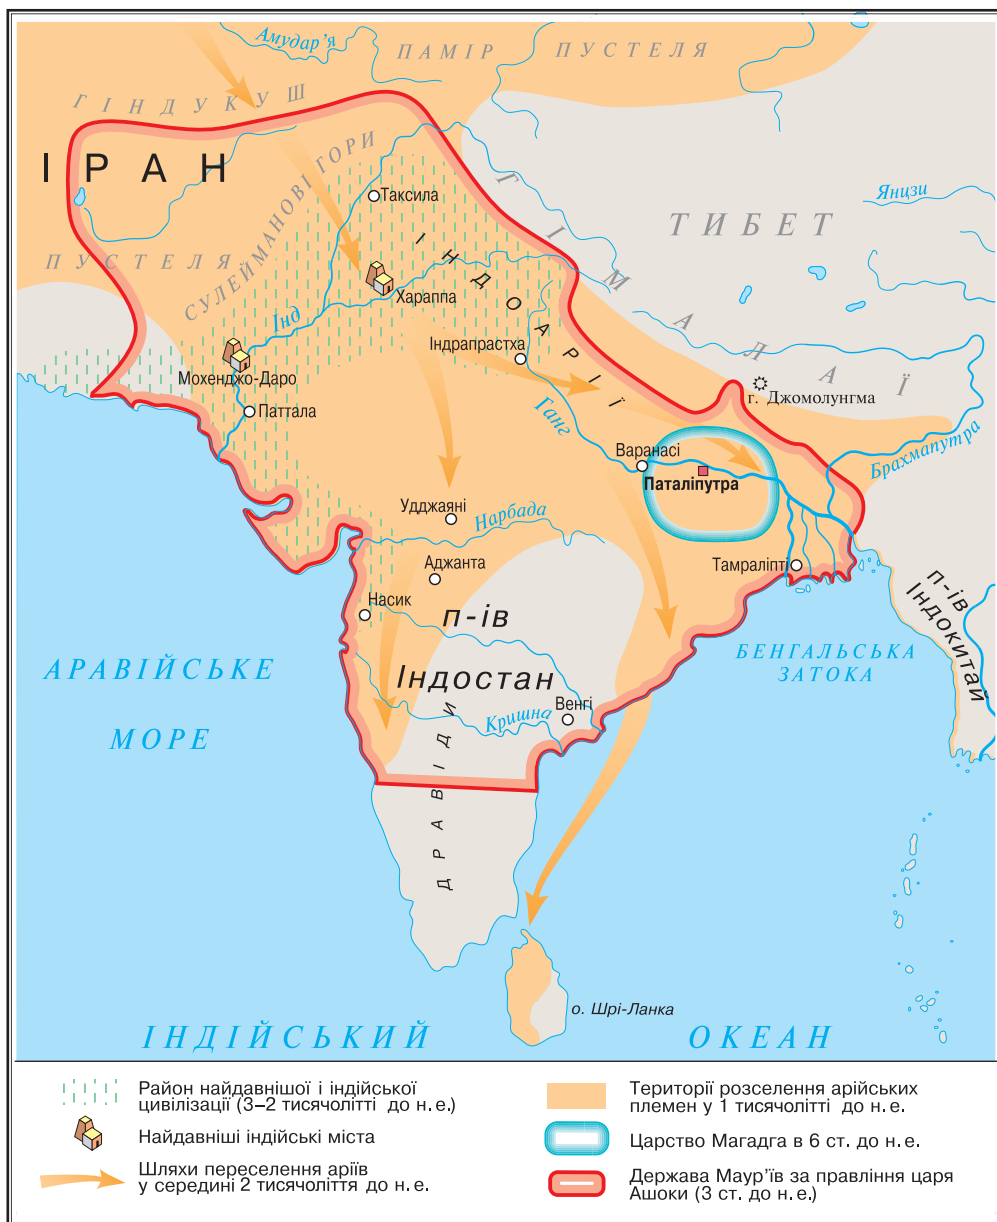 Амудар’я
ПАМІР
ПУСТЕЛЯ
ГІНДУКУШ
ІРАН
СУЛЕЙМАНОВІ ГОРИ
Таксила
ГІМАЛАЇ
Янцзи
ТИБЕТ
ПУСТЕЛЯ
ІНДОАРІЇ
Хараппа
Інд
Індрапрастха
Мохенджо-Даро
Паттала
г. Джомолунгма
Ганг
Варанасі
Паталіпутра
Брахмапутра
Удджаяні
Нарбада
Аджанта
Тамраліпті
Насик
п-ів
Індостан
п-ів
Індокитай
АРАВІЙСЬКЕ
МОРЕ
БЕНГАЛЬСЬКА
ЗАТОКА
Венгі
Кришна
ДРАВІДИ
о. Шрі-Ланка
ІНДІЙСЬКИЙ ОКЕАН
Район найдавнішої і індійської
цивілізації (3–2 тисячолітті до н.е.)
Найдавніші індійські міста
Шляхи переселення аріїв
у середині 2 тисячоліття до н.е.
Території розселення арійських
племен у 1 тисячолітті до н.е.
Царство Магадга в 6 ст. до н.е.
Держава Маур’їв за правління царя
Ашоки (3 ст. до н.е.)